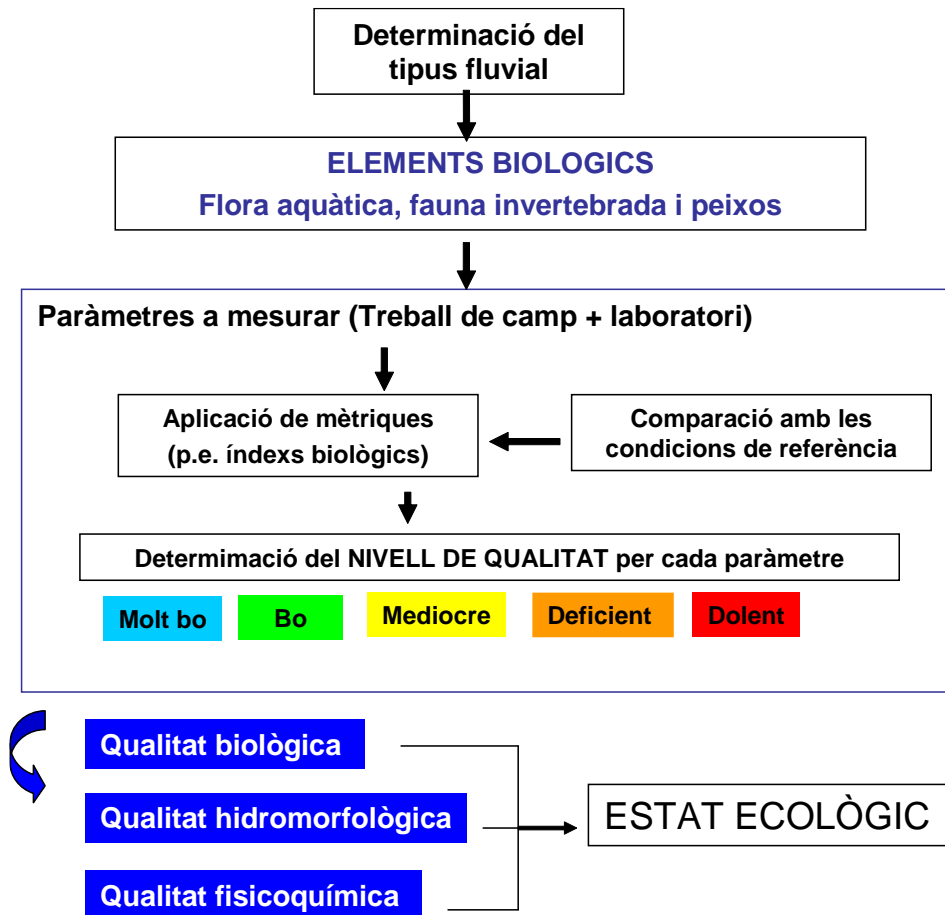 Determinació del
tipus fluvial
ELEMENTS BIOLOGICS
Flora aquàtica, fauna invertebrada i peixos
Paràmetres a mesurar (Treball de camp + laboratori)
Aplicació de mètriques
(p.e. índexs biològics)
Comparació amb les
condicions de referència
Determimació del NIVELL DE QUALITAT per cada paràmetre
Molt bo
Bo
Mediocre
Deficient
Dolent
Qualitat biològica
Qualitat hidromorfològica
Qualitat fisicoquímica
ESTAT ECOLÒGIC